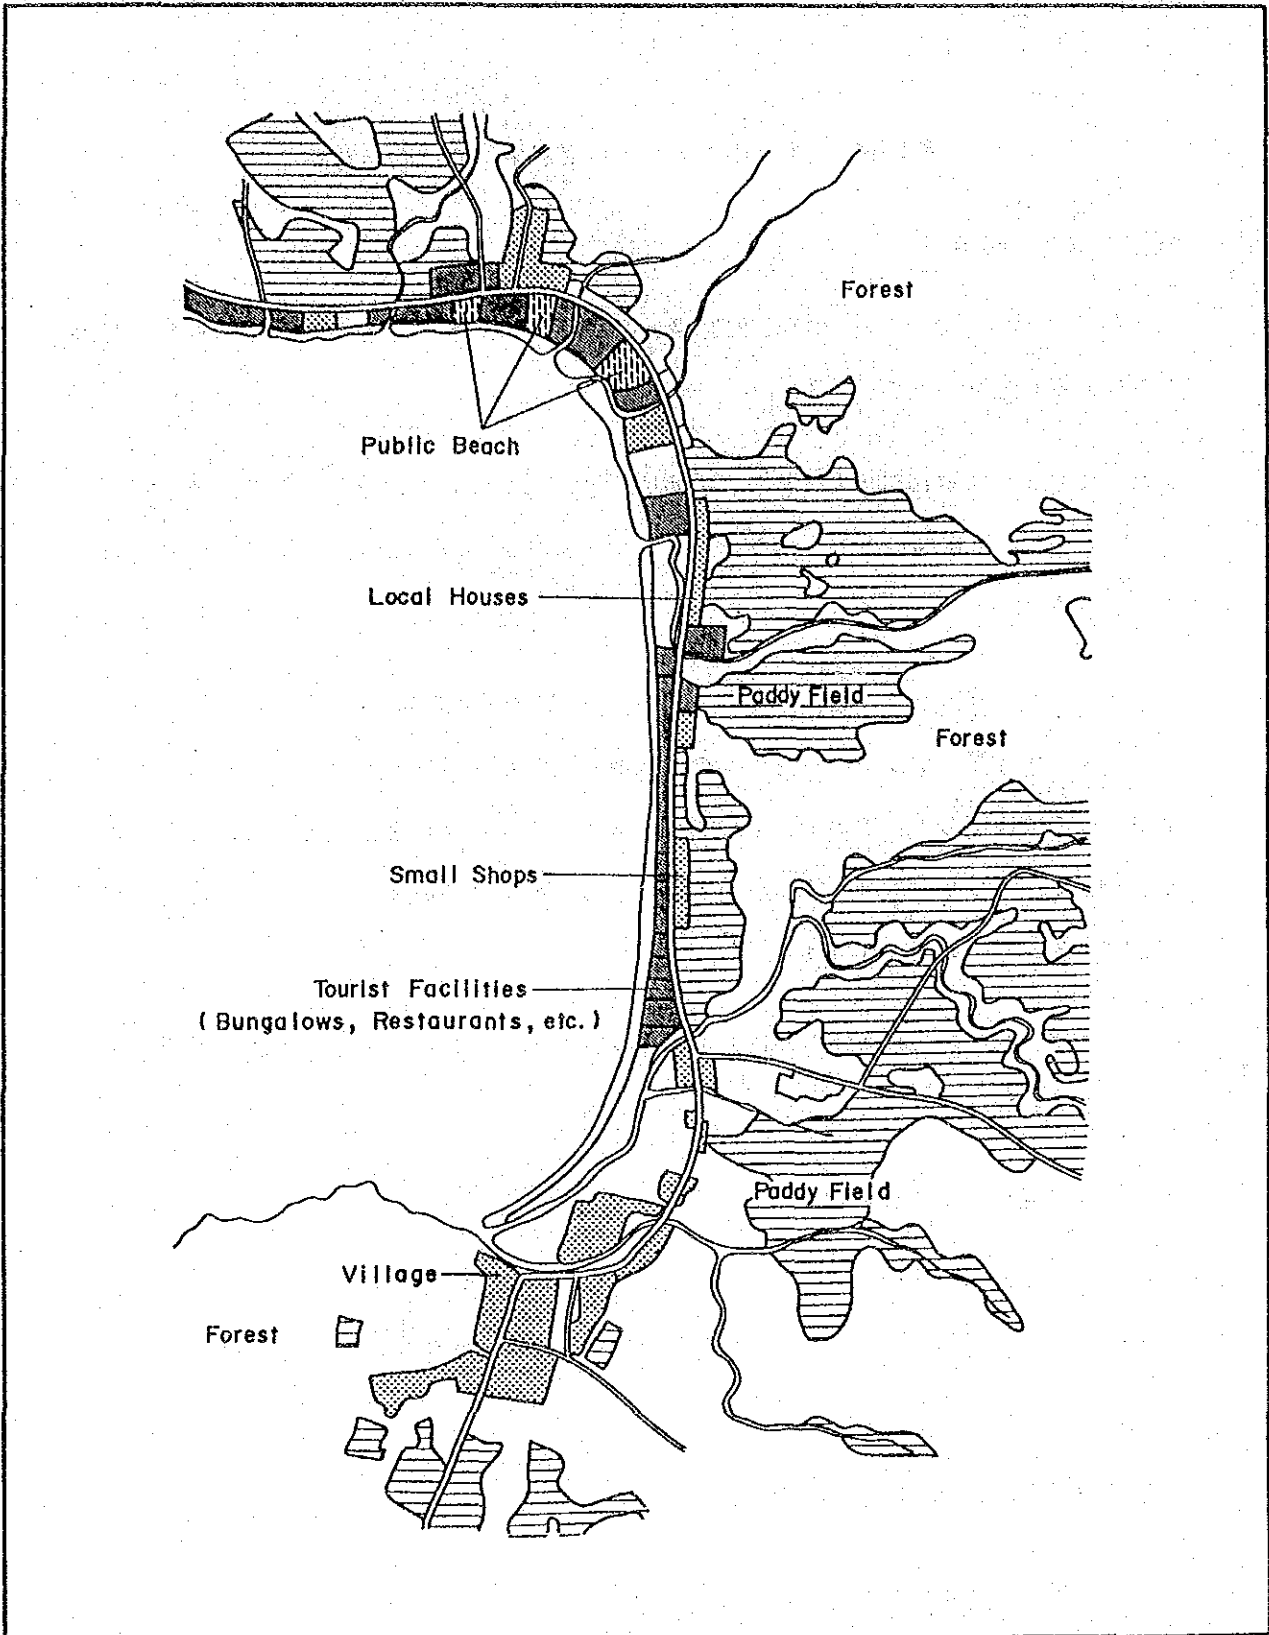 Forest
Public Beach
Local Houses
Paddy Field
Forest
Small Shops
Tourist Facilities
( Bungalows, Restaurants, etc. )
Paddy Field
Village
Forest